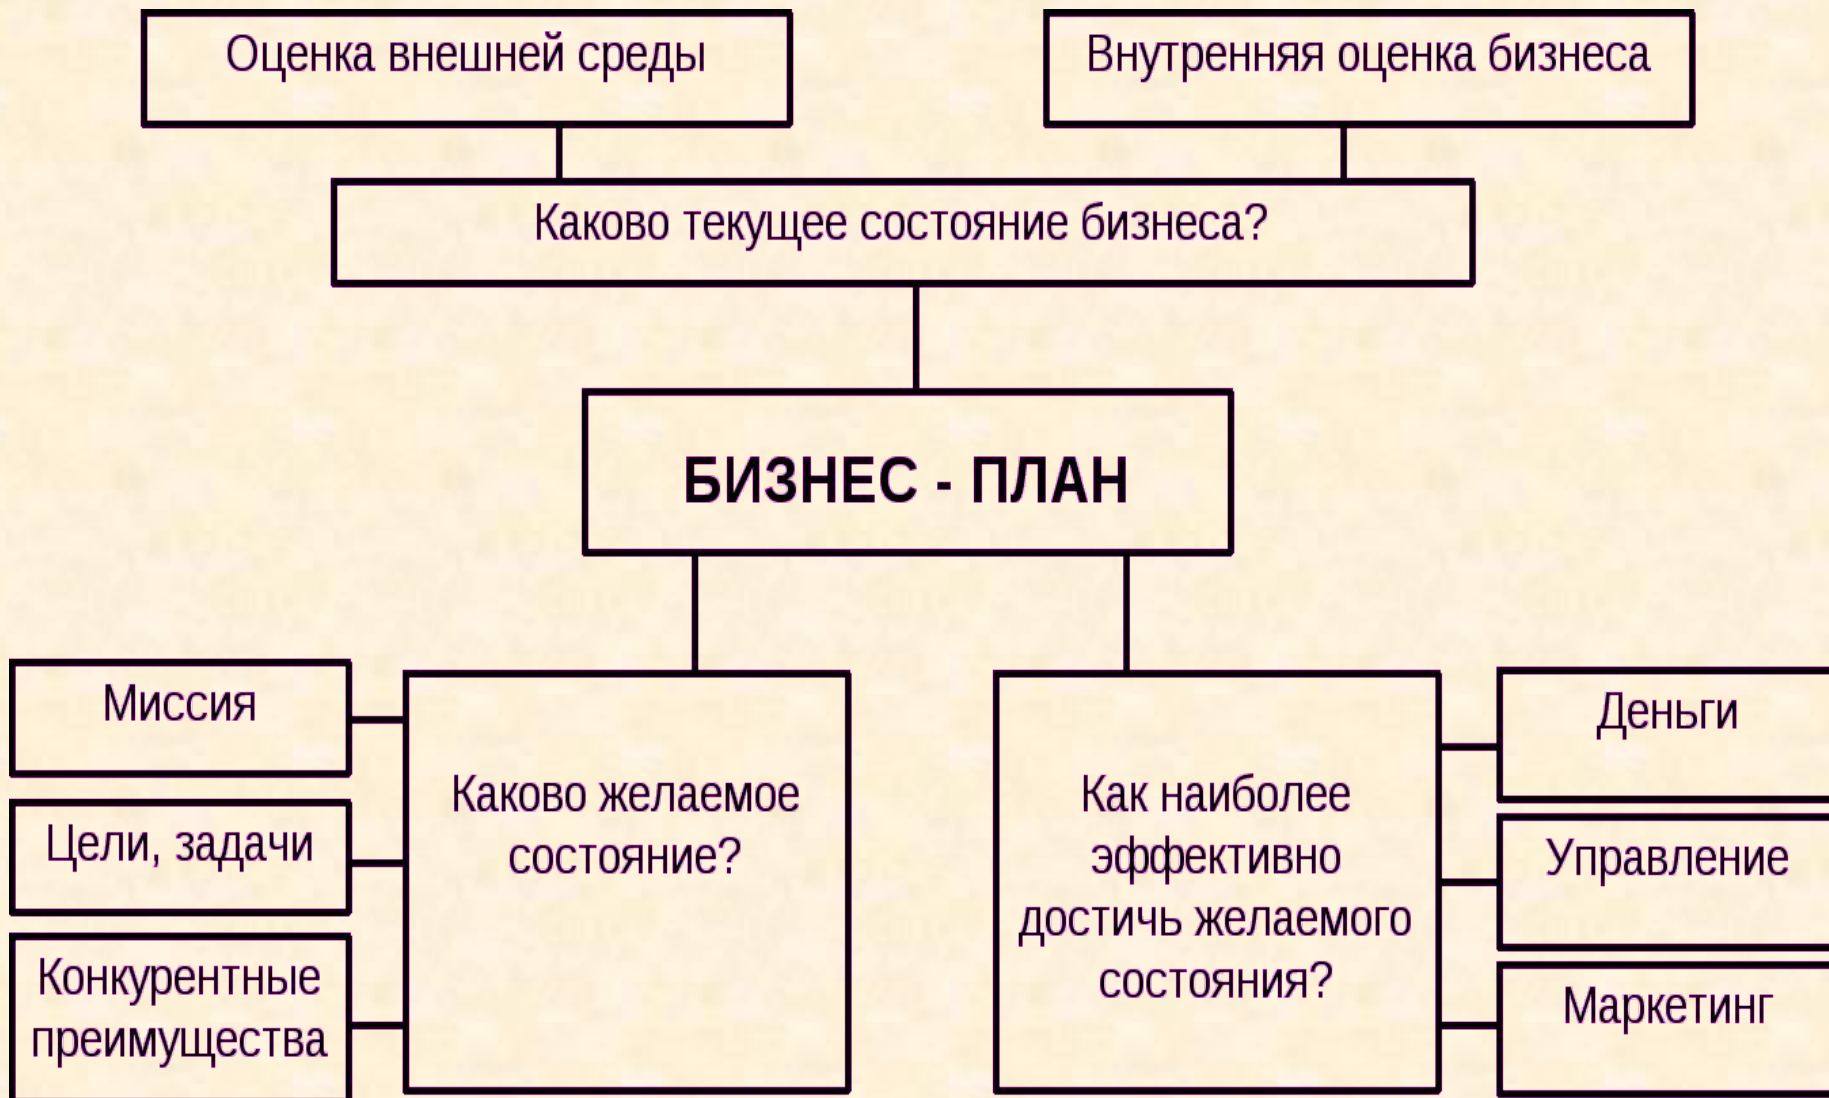 Оценка внешней среды
Внутренняя оценка бизнеса
Каково текущее состояние бизнеса?
БИЗНЕС - ПЛАН
Миссия
Цели, задачи
Конкурентные
преимущества
Каково желаемое
состояние?
Как наиболее
эффективно
достичь желаемого
состояния?
Деньги
Управление
Маркетинг